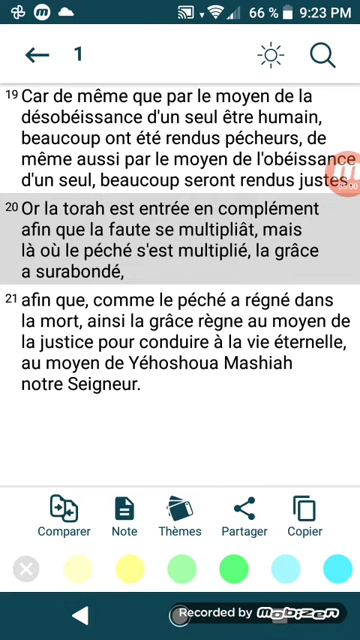 66 % 9:23 PM
1
19 Car de même que par le moyen de la
désobéissance d'un seul être humain,
beaucoup ont été rendus pécheurs, de
même aussi par le moyen de l'obéissance
d'un seul, beaucoup seront rendus justes.
00:00
20 Or la torah est entrée en complément
afin que la faute se multipliât, mais
là où le péché s'est multiplié, la grâce
a surabondé,
21 afin que, comme le péché a régné dans
la mort, ainsi la grâce règne au moyen de
la justice pour conduire à la vie éternelle,
au moyen de Yéhoshoua Mashiah
notre Seigneur.
Comparer Note Thèmes Partager Copier
Recorded by mobizen